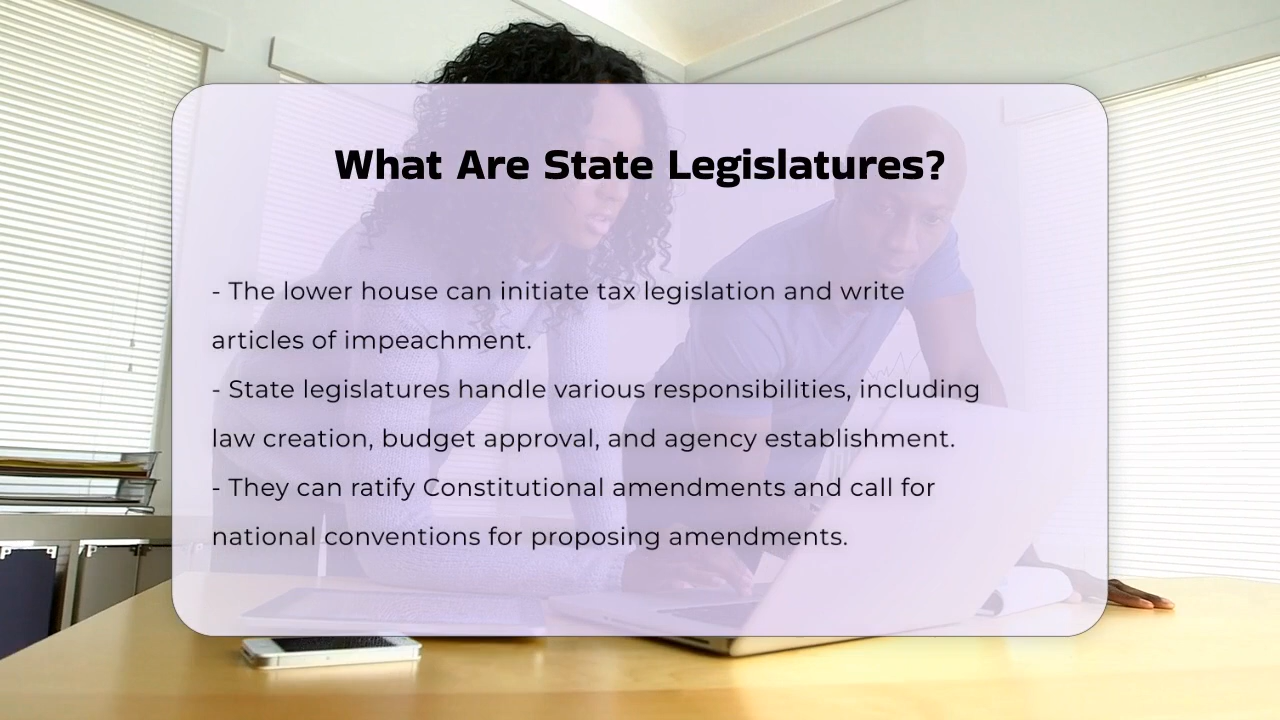 What Are State Legislatures?
- The lower house can initiate tax legislation and write
articles of impeachment.
- State legislatures handle various responsibilities, including
law creation, budget approval, and agency establishment.
- They can ratify Constitutional amendments and call for
national conventions for proposing amendments.